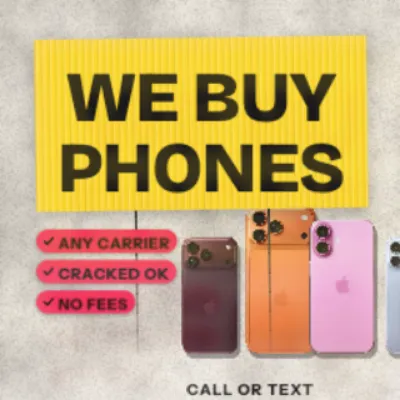 WE BUY
PHONES
✓ ANY CARRIER
✓ CRACKED OK
✓ NO FEES
CALL OR TEXT